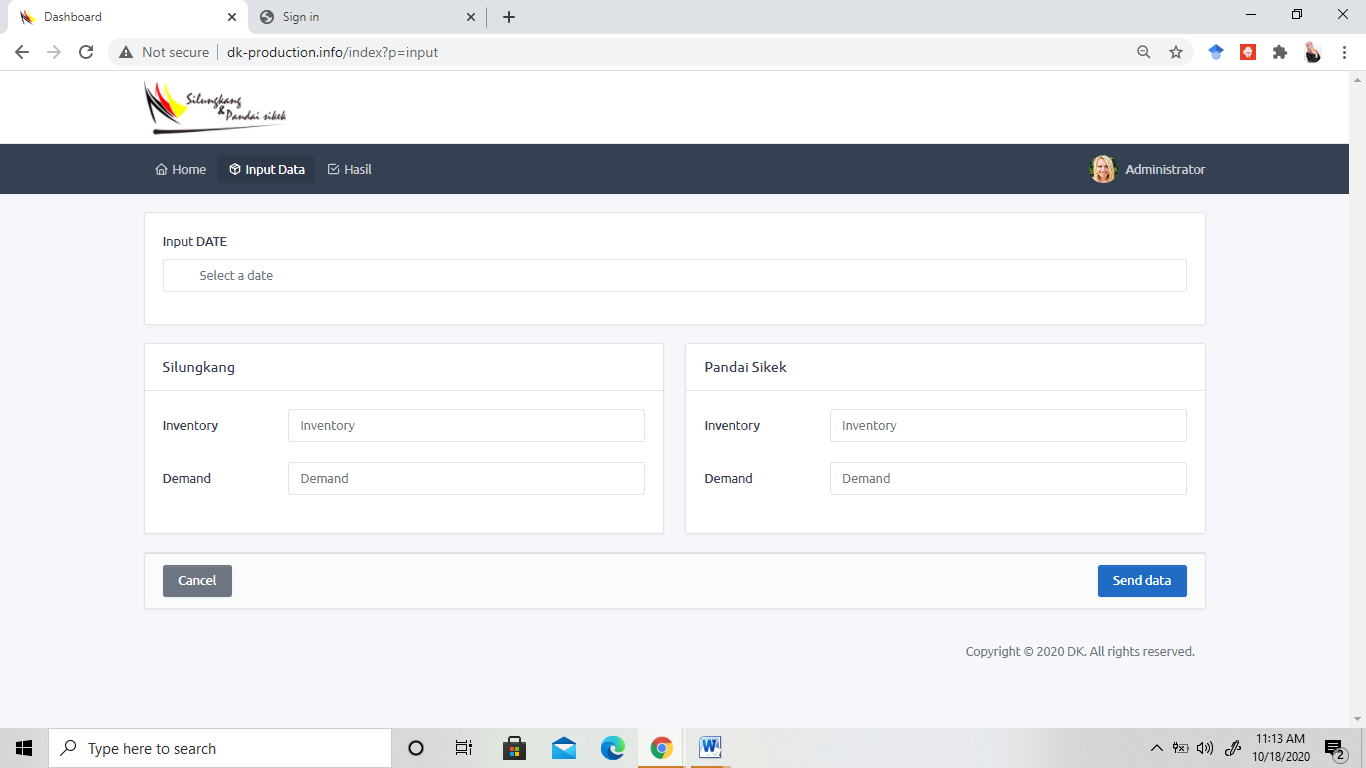 Dashboard
Sign in
Not secure
dk-production.info/index?p=input
Silungkang
& Pandai sikek
Home
Input Data
Hasil
Administrator
Input DATE
Select a date
Silungkang
Pandai Sikek
Inventory
Inventory
Inventory
Inventory
Demand
Demand
Demand
Demand
Cancel
Send data
Copyright © 2020 DK. All rights reserved.
Type here to search
11:13 AM
10/18/2020
2